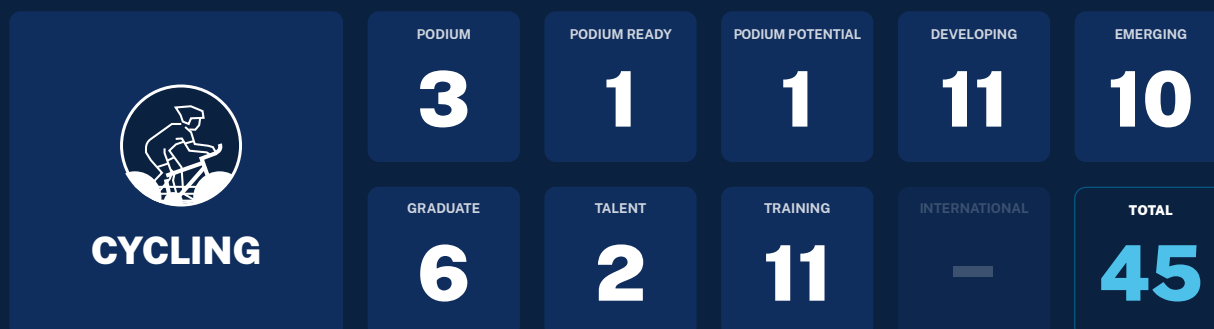 CYCLING
PODIUM
3
PODIUM READY
1
PODIUM POTENTIAL
1
DEVELOPING
11
EMERGING
10
GRADUATE
6
TALENT
2
TRAINING
11
INTERNATIONAL
–
TOTAL
45